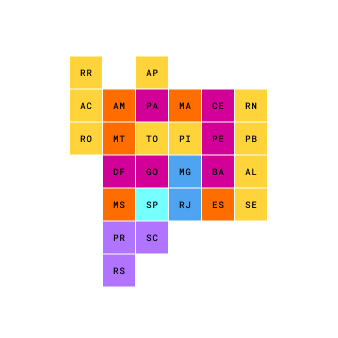 RR AP
AC AM PA MA CE RN
RO MT TO PI PE PB
DF GO MG BA AL
MS SP RJ ES SE
PR SC
RS